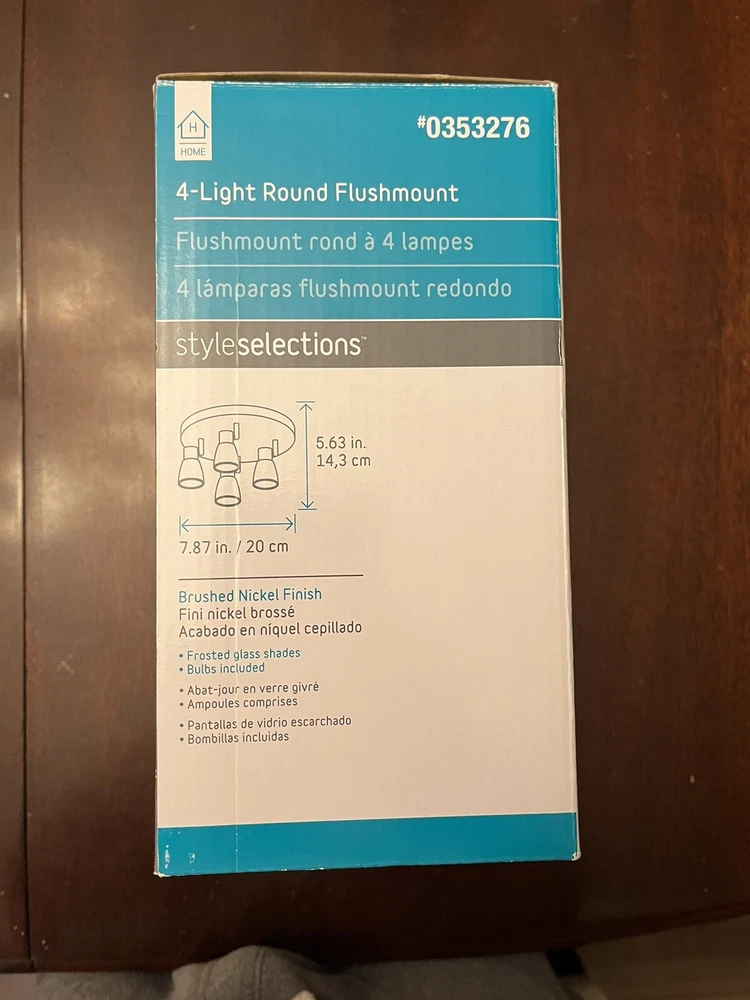 H
HOME
#0353276
4-Light Round Flushmount
Flushmount rond à 4 lampes
4 lámparas flushmount redondo
styleselections™
5.63 in.
14,3 cm
7.87 in. / 20 cm
Brushed Nickel Finish
Fini nickel brossé
Acabado en níquel cepillado
• Frosted glass shades
• Bulbs included
• Abat-jour en verre givré
• Ampoules comprises
• Pantallas de vidrio escarchado
• Bombillas incluidas